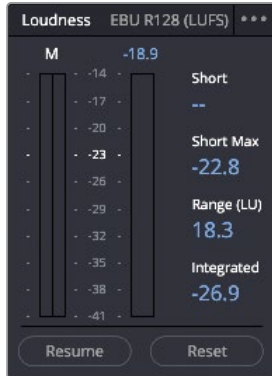 Loudness EBU R128 (LUFS) •••
M -18.9
-14
-17
-20
-23
-26
-29
-32
-35
-38
-41
Short
--
Short Max
-22.8
Range (LU)
18.3
Integrated
-26.9
Resume Reset